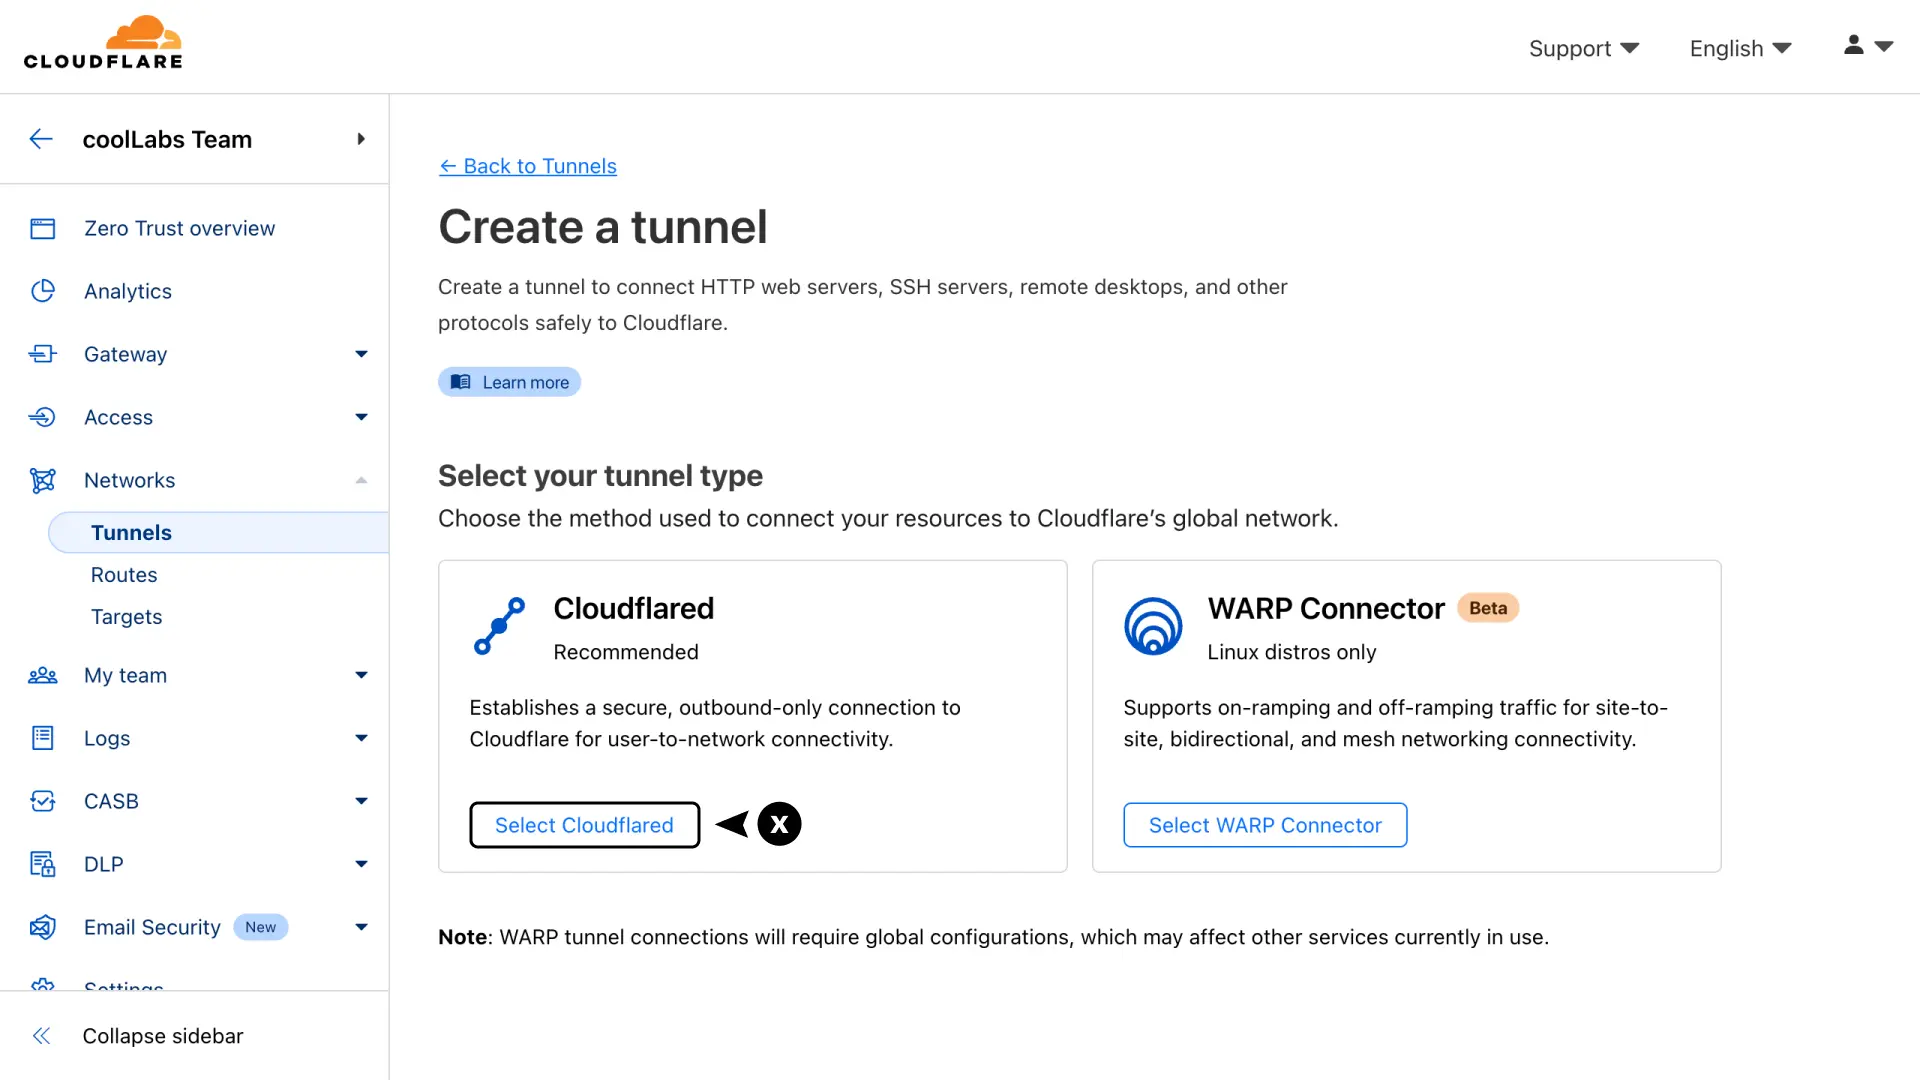 CLOUDFLARE
Support
English
coolLabs Team
Zero Trust overview
Analytics
Gateway
Access
Networks
Tunnels
Routes
Targets
My team
Logs
CASB
DLP
Email Security New
Settings
Collapse sidebar
← Back to Tunnels
Create a tunnel
Create a tunnel to connect HTTP web servers, SSH servers, remote desktops, and other
protocols safely to Cloudflare.
Learn more
Select your tunnel type
Choose the method used to connect your resources to Cloudflare’s global network.
Cloudflared
Recommended
Establishes a secure, outbound-only connection to
Cloudflare for user-to-network connectivity.
Select Cloudflared
X
WARP Connector Beta
Linux distros only
Supports on-ramping and off-ramping traffic for site-to-
site, bidirectional, and mesh networking connectivity.
Select WARP Connector
Note: WARP tunnel connections will require global configurations, which may affect other services currently in use.